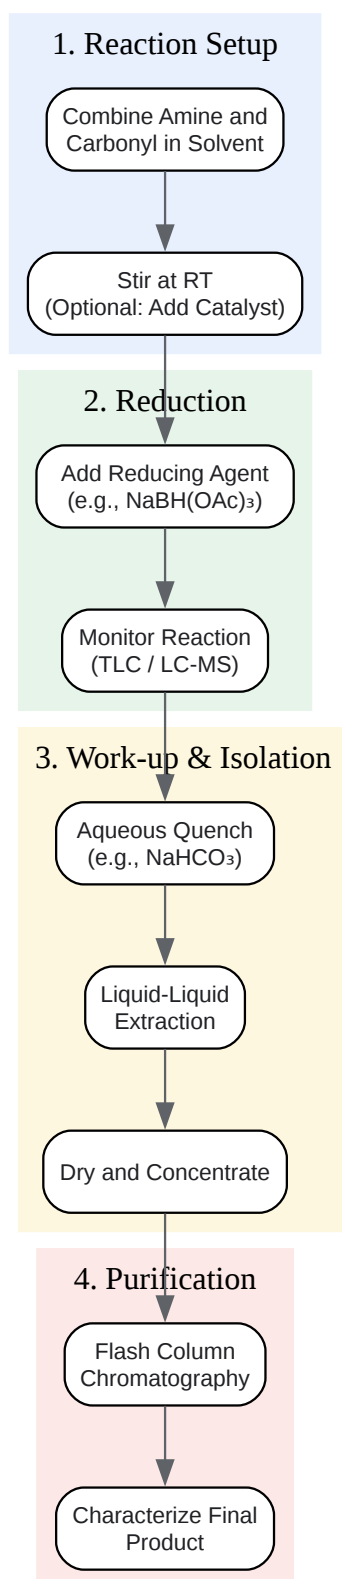 1. Reaction Setup
Combine Amine and
Carbonyl in Solvent
Stir at RT
(Optional: Add Catalyst)
2. Reduction
Add Reducing Agent
(e.g., NaBH(OAc)₃)
Monitor Reaction
(TLC / LC-MS)
3. Work-up & Isolation
Aqueous Quench
(e.g., NaHCO₃)
Liquid-Liquid
Extraction
Dry and Concentrate
4. Purification
Flash Column
Chromatography
Characterize Final
Product